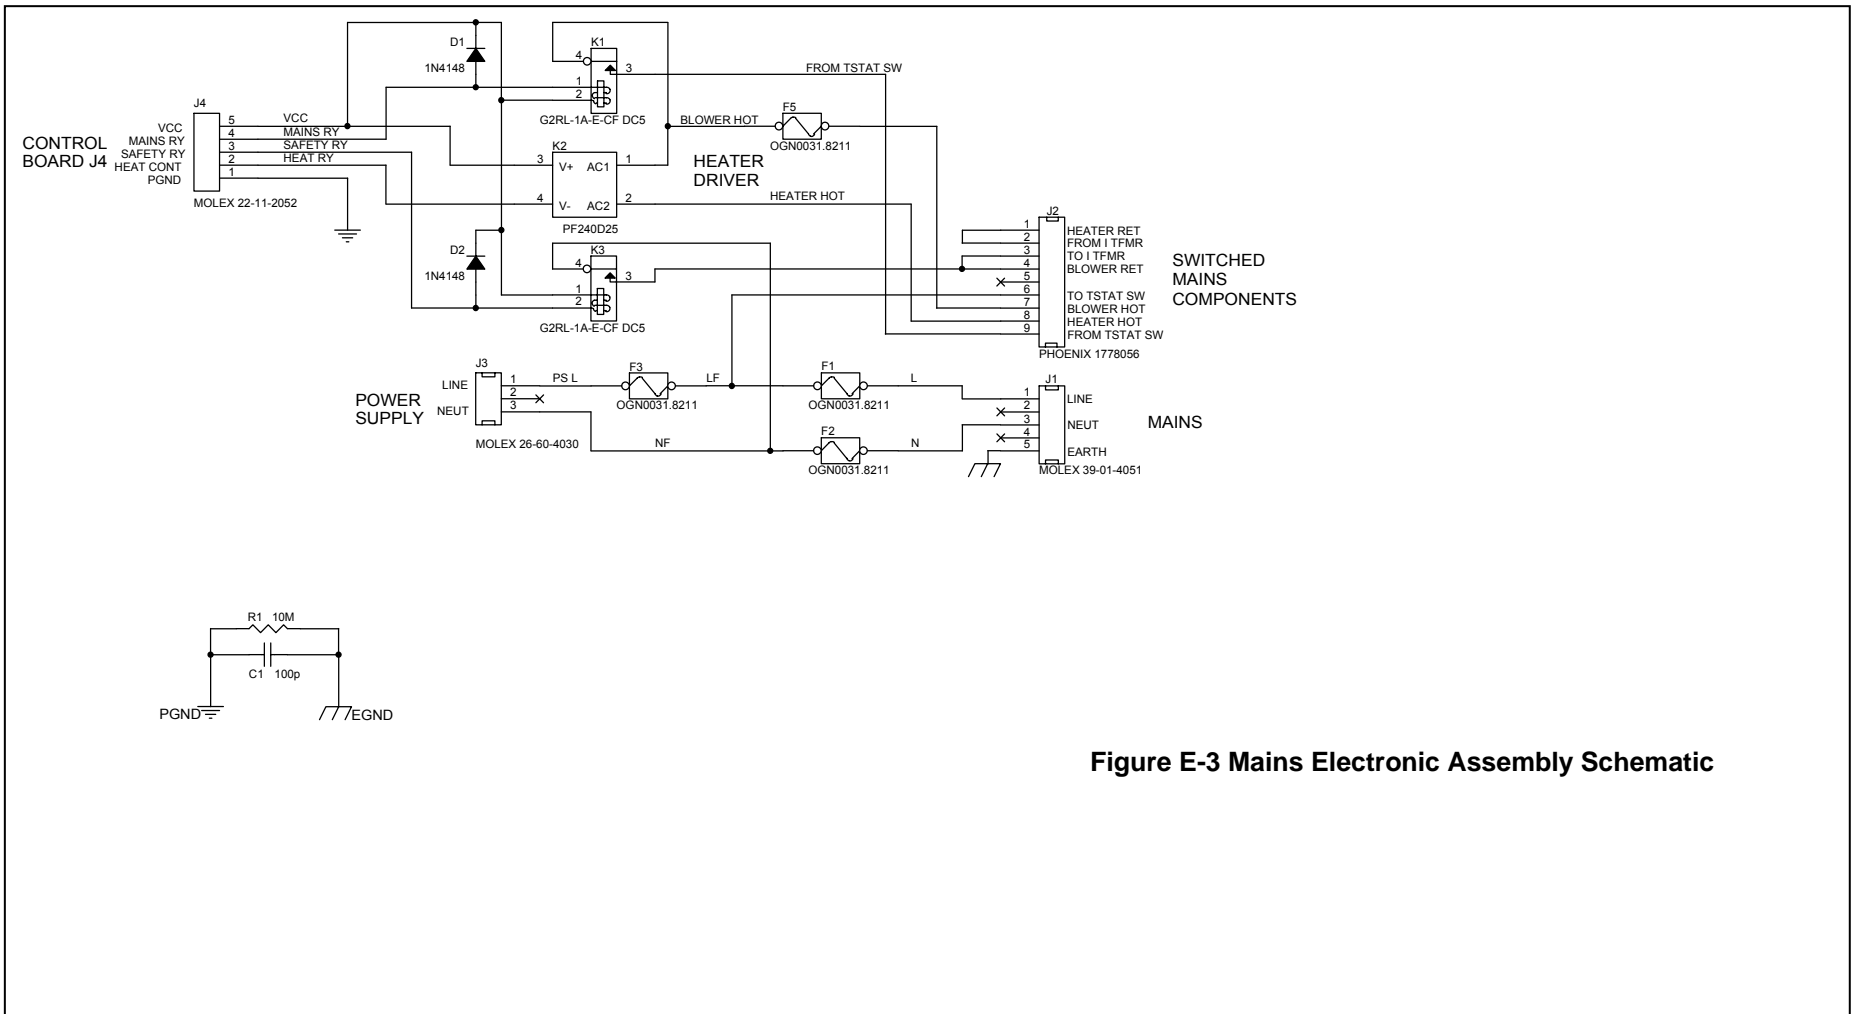 CONTROL
BOARD J4
J4
VCC
MAINS RY
SAFETY RY
HEAT CONT
PGND
5
4
3
2
1
VCC
MAINS RY
SAFETY RY
HEAT RY
MOLEX 22-11-2052
D1
1N4148
K1
4
3
1
2
G2RL-1A-E-CF DC5
FROM TSTAT SW
BLOWER HOT
F5
OGN0031.8211
K2
3
V+
AC1
1
4
V-
AC2
2
PF240D25
HEATER
DRIVER
HEATER HOT
D2
1N4148
K3
4
3
1
2
G2RL-1A-E-CF DC5
J2
1
2
3
4
5
6
7
8
9
HEATER RET
FROM I TFMR
TO I TFMR
BLOWER RET
TO TSTAT SW
BLOWER HOT
HEATER HOT
FROM TSTAT SW
PHOENIX 1778056
SWITCHED
MAINS
COMPONENTS
POWER
SUPPLY
J3
LINE
NEUT
1
2
3
MOLEX 26-60-4030
PS L
F3
OGN0031.8211
LF
F1
OGN0031.8211
L
NF
F2
OGN0031.8211
N
J1
1
2
3
4
5
LINE
NEUT
EARTH
MOLEX 39-01-4051
MAINS
R1 10M
C1 100p
PGND
EGND
Figure E-3 Mains Electronic Assembly Schematic